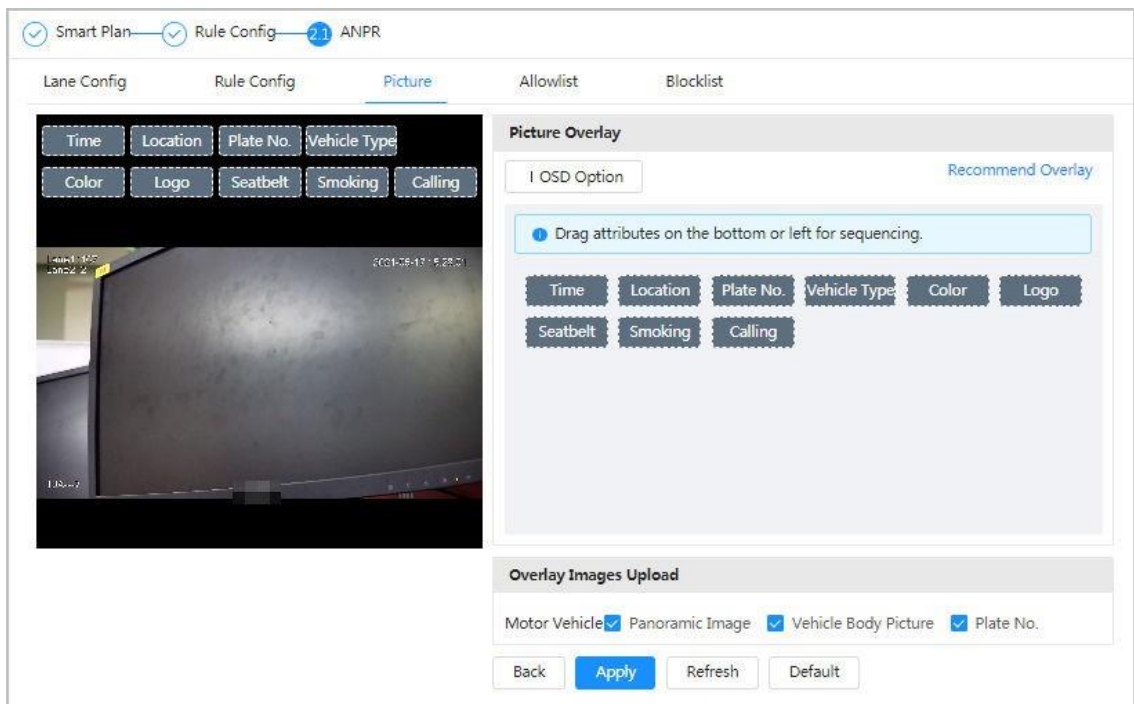 Smart Plan Rule Config 2.1 ANPR
Lane Config Rule Config Picture Allowlist Blocklist
Time Location Plate No. Vehicle Type
Color Logo Seatbelt Smoking Calling
Picture Overlay
I OSD Option Recommend Overlay
Drag attributes on the bottom or left for sequencing.
Time Location Plate No. Vehicle Type Color Logo
Seatbelt Smoking Calling
Overlay Images Upload
Motor Vehicle Panoramic Image Vehicle Body Picture Plate No.
Back Apply Refresh Default